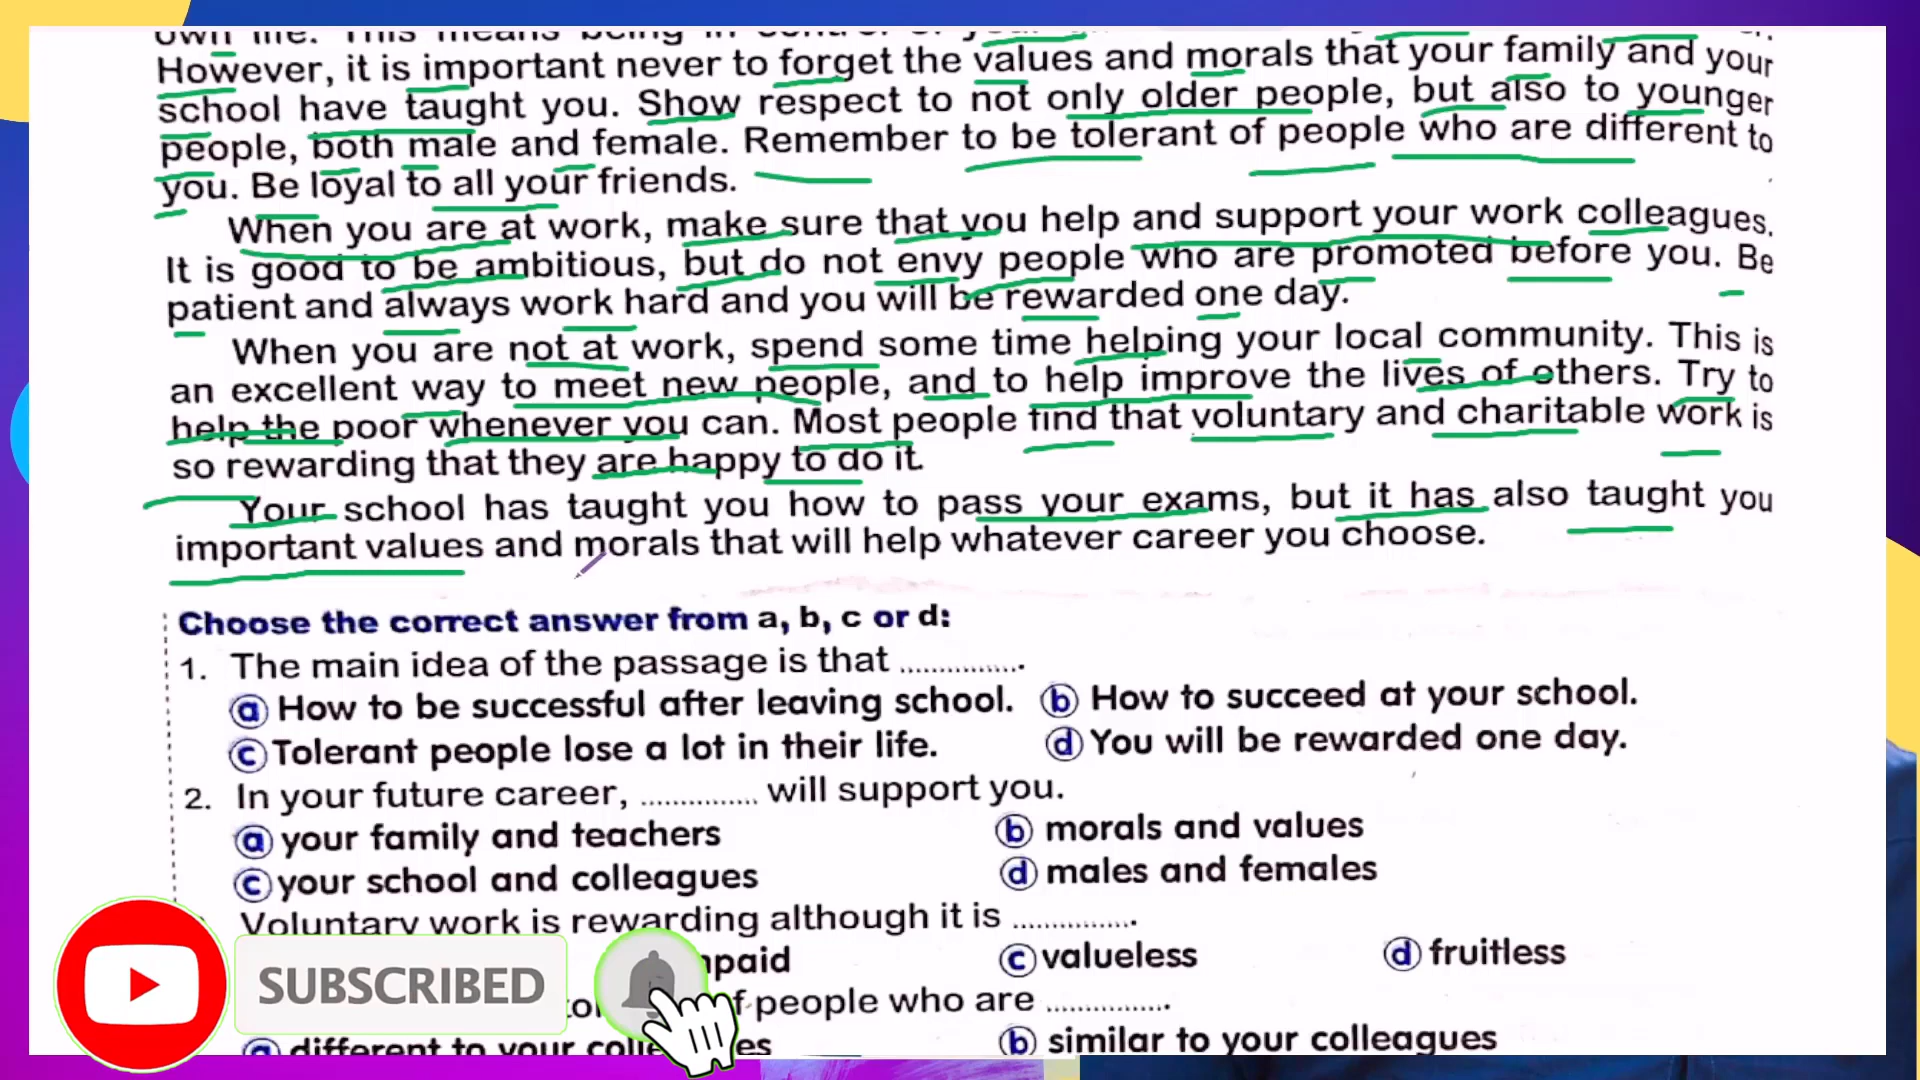 own life. This means being in
However, it is important never to forget the values and morals that your family and your
school have taught you. Show respect to not only older people, but also to younger
people, both male and female. Remember to be tolerant of people who are different to
you. Be loyal to all your friends.
When you are at work, make sure that you help and support your work colleagues.
It is good to be ambitious, but do not envy people who are promoted before you. Be
patient and always work hard and you will be rewarded one day.
When you are not at work, spend some time helping your local community. This is
an excellent way to meet new people, and to help improve the lives of others. Try to
help the poor whenever you can. Most people find that voluntary and charitable work is
so rewarding that they are happy to do it.
Your school has taught you how to pass your exams, but it has also taught you
important values and morals that will help whatever career you choose.
Choose the correct answer from a, b, c or d:
1. The main idea of the passage is that ...............
a How to be successful after leaving school. b How to succeed at your school.
c Tolerant people lose a lot in their life. d You will be rewarded one day.
2. In your future career, ............... will support you.
a your family and teachers b morals and values
c your school and colleagues d males and females
Voluntary work is rewarding although it is ...............
c valueless d fruitless
of people who are ...............
a different to your b similar to your colleagues
SUBSCRIBED